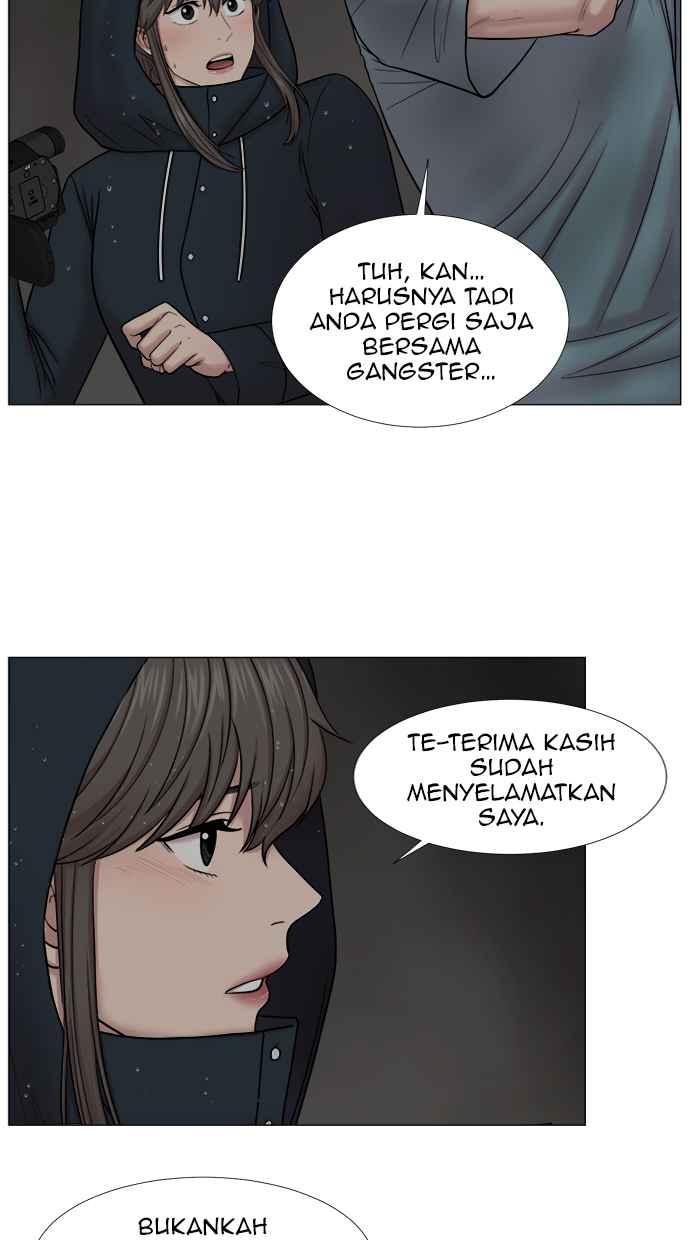 TUH, KAN...
HARUSNYA TADI
ANDA PERGI SAJA
BERSAMA
GANGSTER...
TE-TERIMA KASIH
SUDAH
MENYELAMATKAN
SAYA.
BUKANKAH